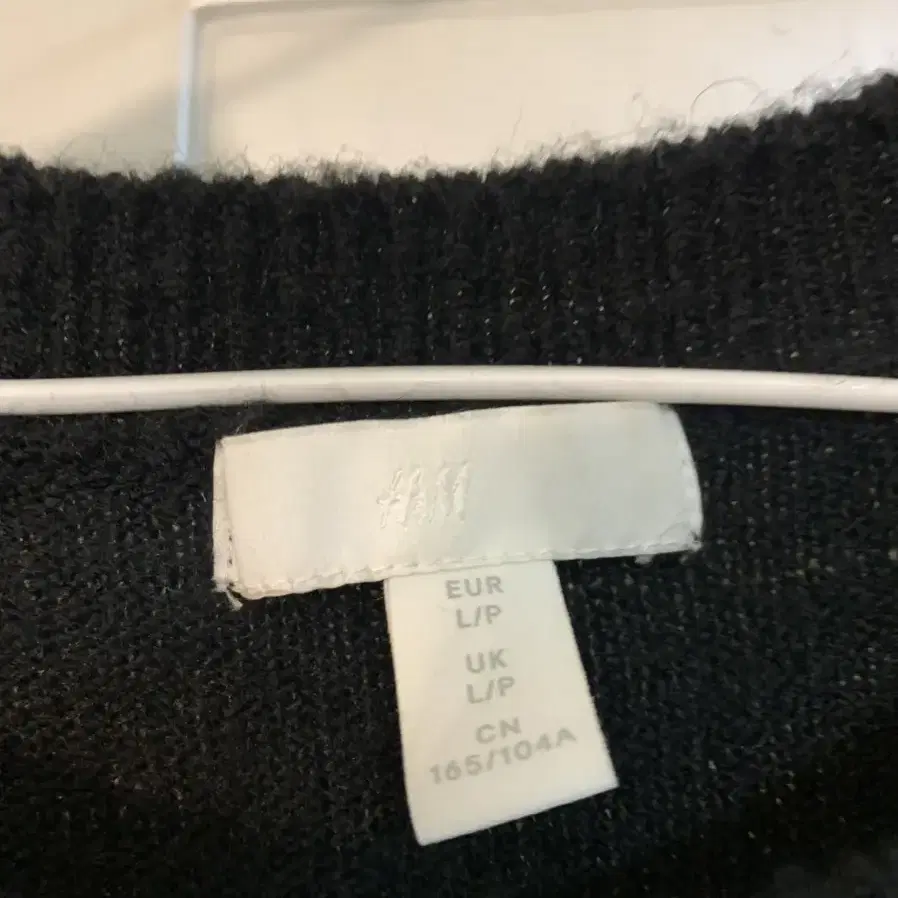 H&M
EUR
L/P
UK
L/P
CN
165/104A